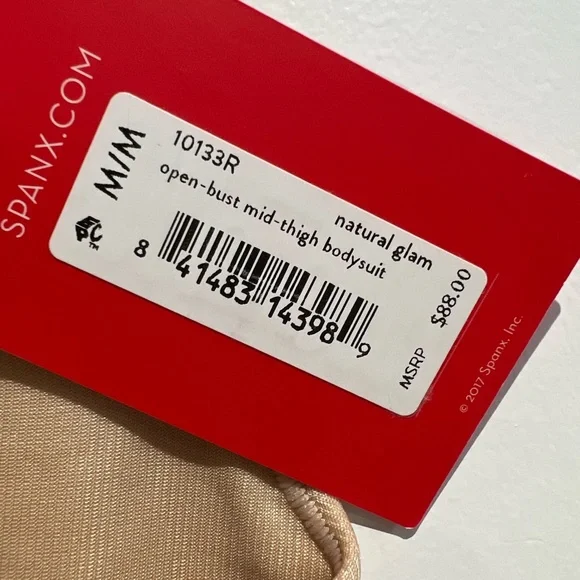 SPANX.COM
M/M
10133R
natural glam
open-bust mid-thigh bodysuit
8 41483 14398 9
MSRP $88.00
© 2017 Spanx, Inc.